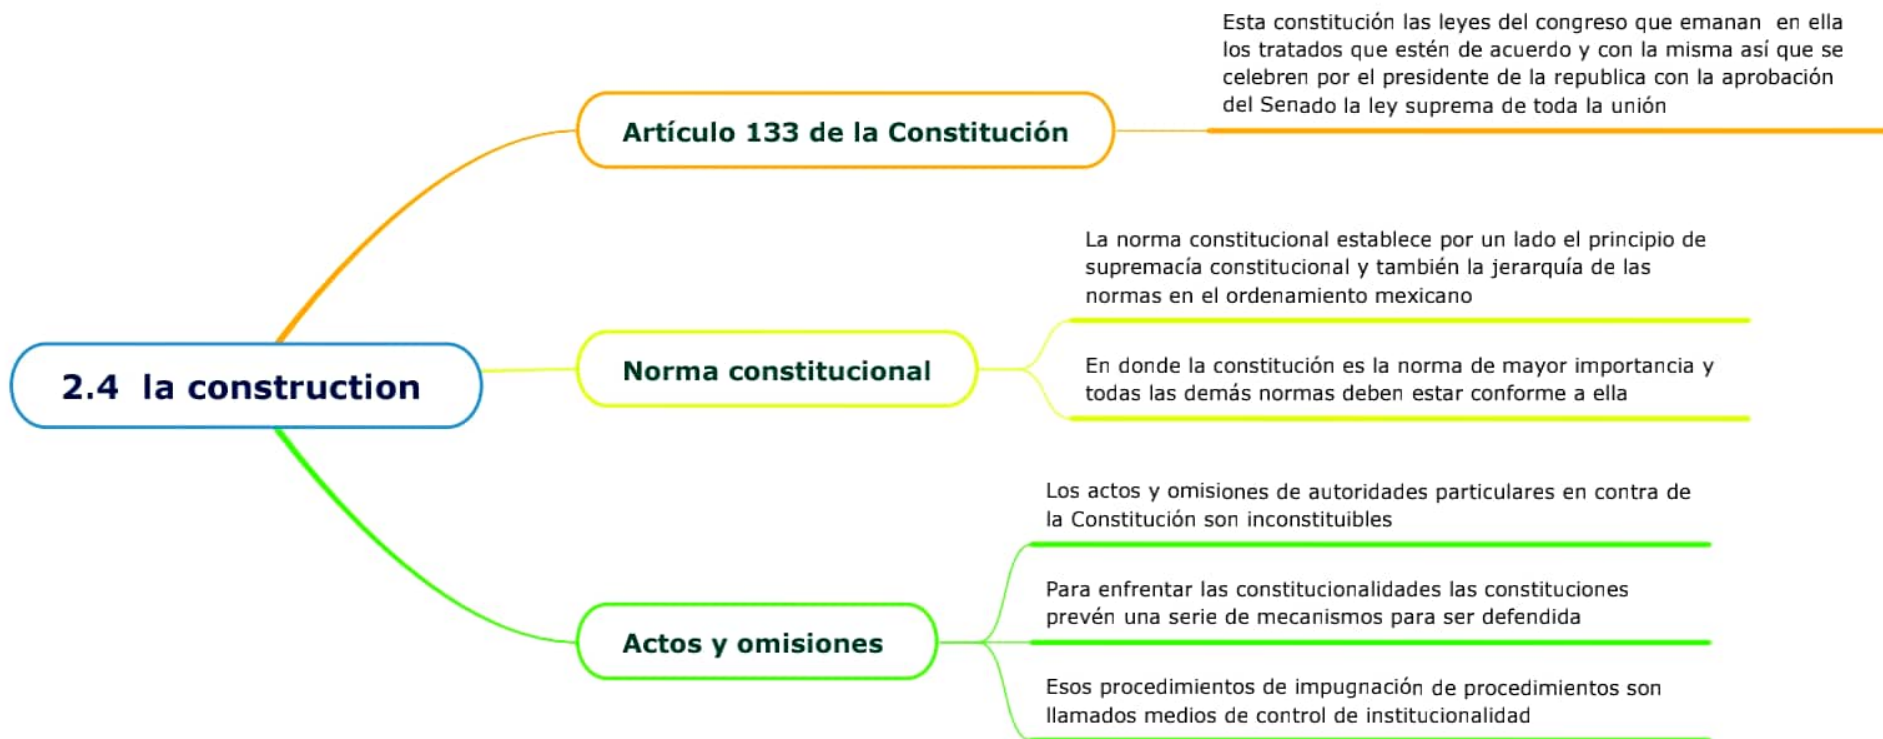 Esta constitución las leyes del congreso que emanan  en ella
los tratados que estén de acuerdo y con la misma así que se
celebren por el presidente de la republica con la aprobación
del Senado la ley suprema de toda la unión
Artículo 133 de la Constitución
La norma constitucional establece por un lado el principio de
supremacía constitucional y también la jerarquía de las
normas en el ordenamiento mexicano
Norma constitucional
En donde la constitución es la norma de mayor importancia y
todas las demás normas deben estar conforme a ella
2.4  la construction
Los actos y omisiones de autoridades particulares en contra de
la Constitución son inconstituibles
Para enfrentar las constitucionalidades las constituciones
prevén una serie de mecanismos para ser defendida
Actos y omisiones
Esos procedimientos de impugnación de procedimientos son
llamados medios de control de institucionalidad